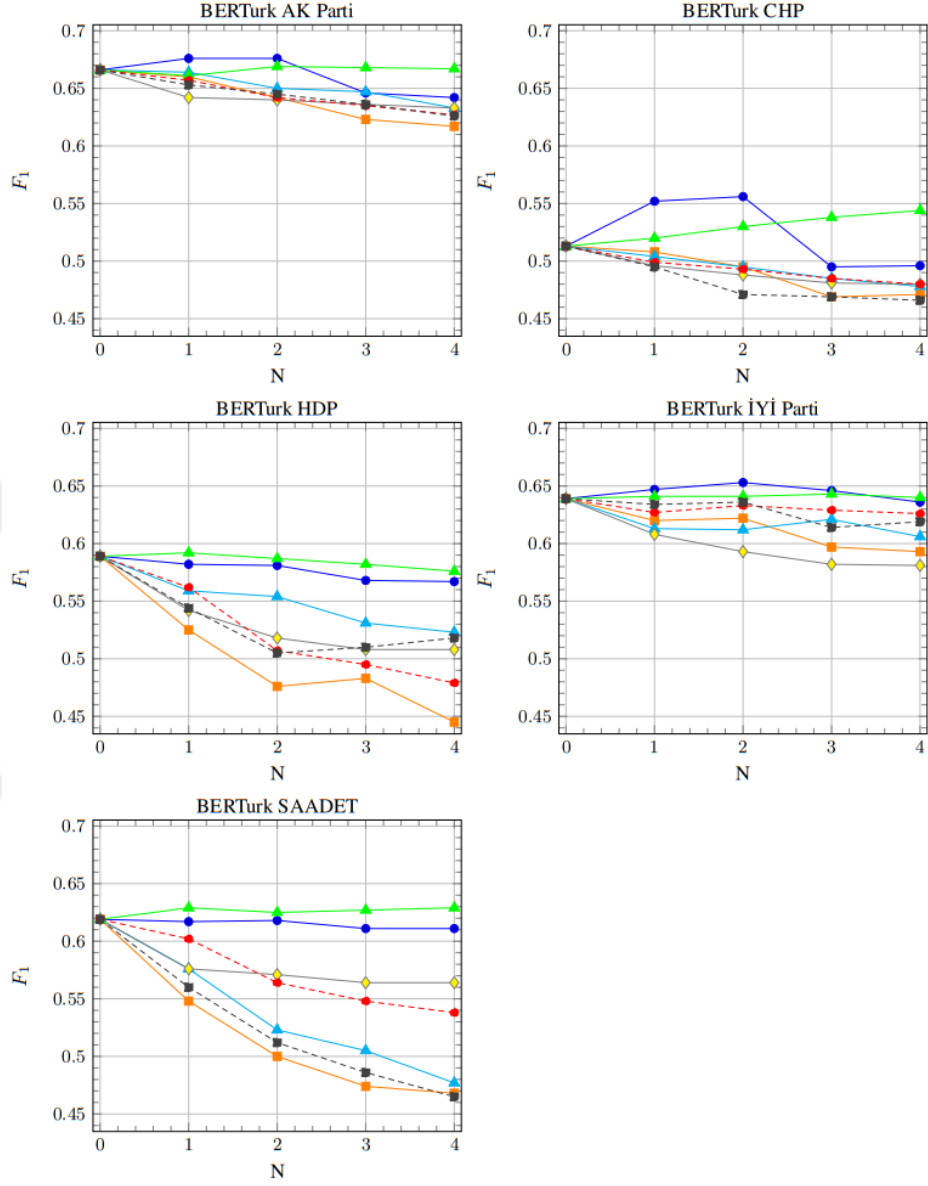 BERTurk AK Parti
0.7
0.65
0.6
0.55
0.5
0.45
F1
0 1 2 3 4
N
BERTurk CHP
0.7
0.65
0.6
0.55
0.5
0.45
F1
0 1 2 3 4
N
BERTurk HDP
0.7
0.65
0.6
0.55
0.5
0.45
F1
0 1 2 3 4
N
BERTurk İYİ Parti
0.7
0.65
0.6
0.55
0.5
0.45
F1
0 1 2 3 4
N
BERTurk SAADET
0.7
0.65
0.6
0.55
0.5
0.45
F1
0 1 2 3 4
N